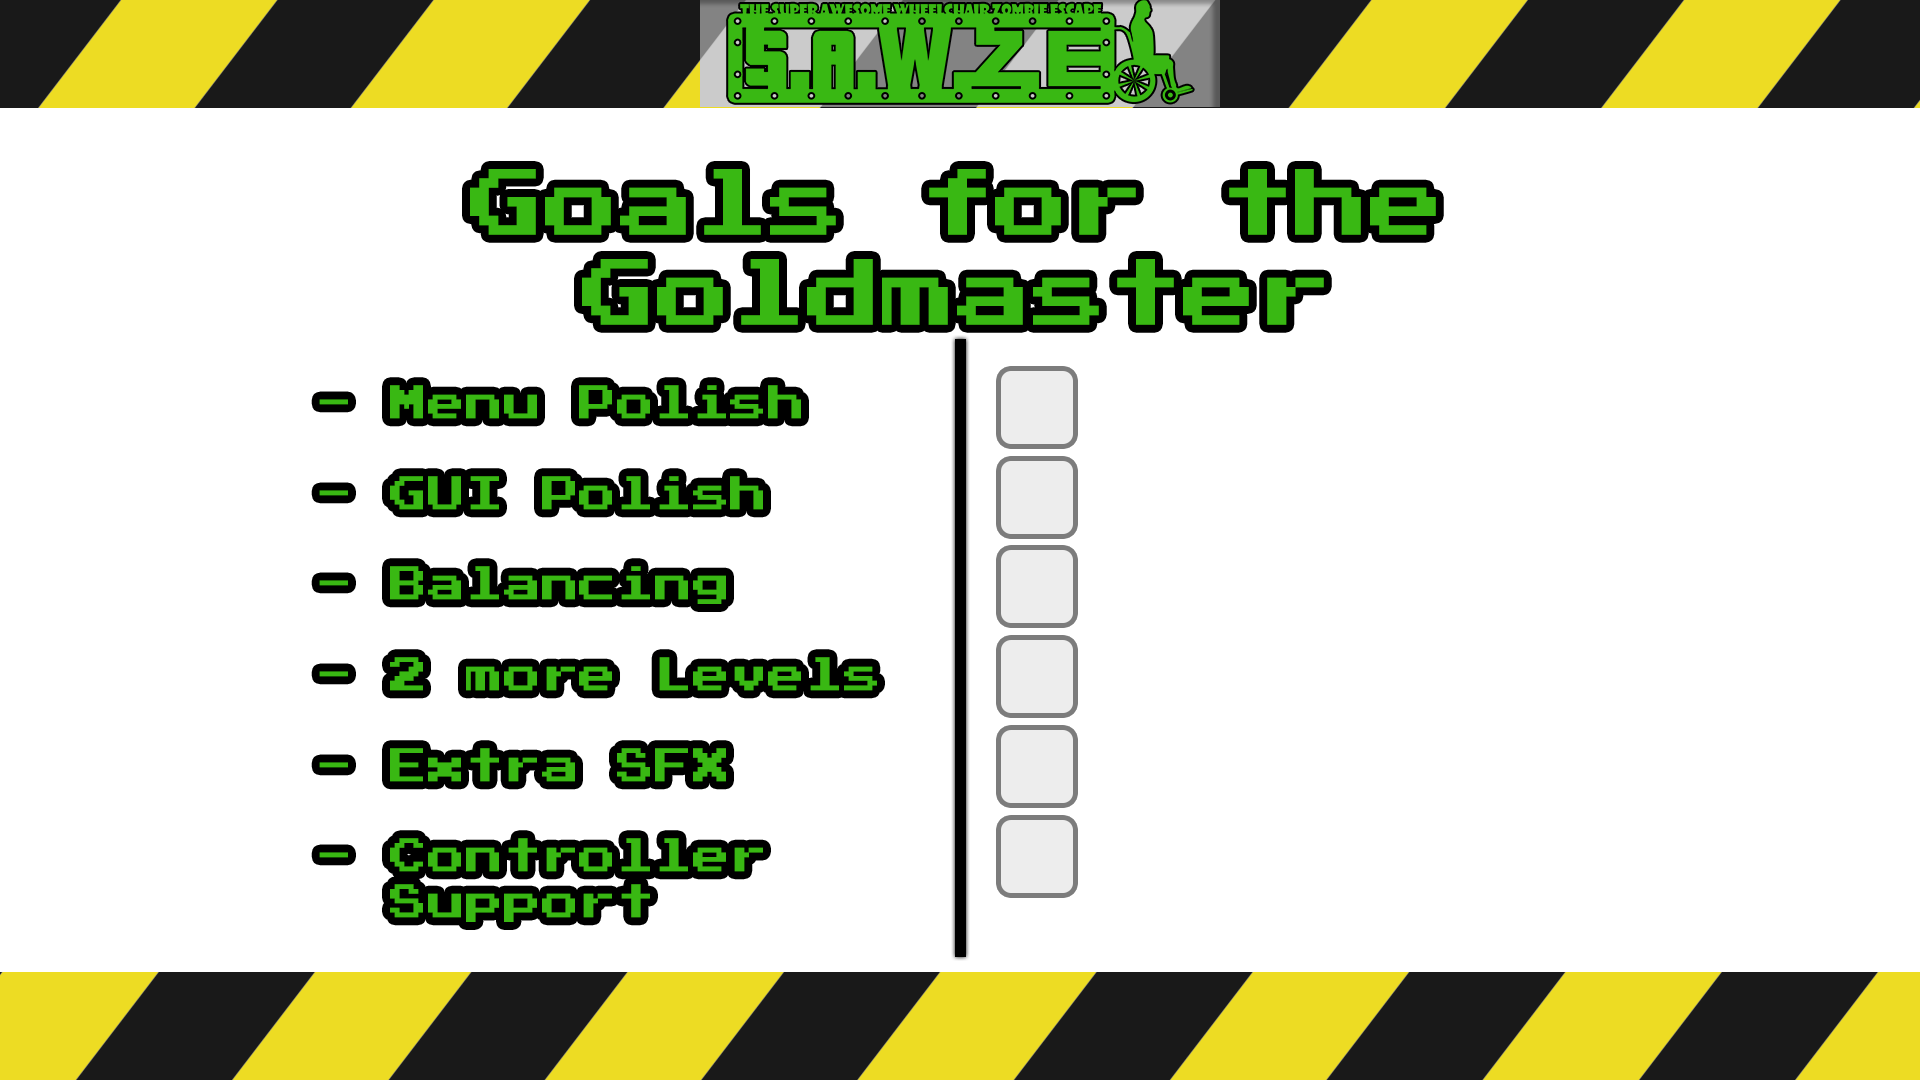 THE SUPER AWESOME WHEELCHAIR ZOMBIE ESCAPE
S.A.W.Z E
Goals for the
Goldmaster
- Menu Polish
- GUI Polish
- Balancing
- 2 more Levels
- Extra SFX
- Controller
Support